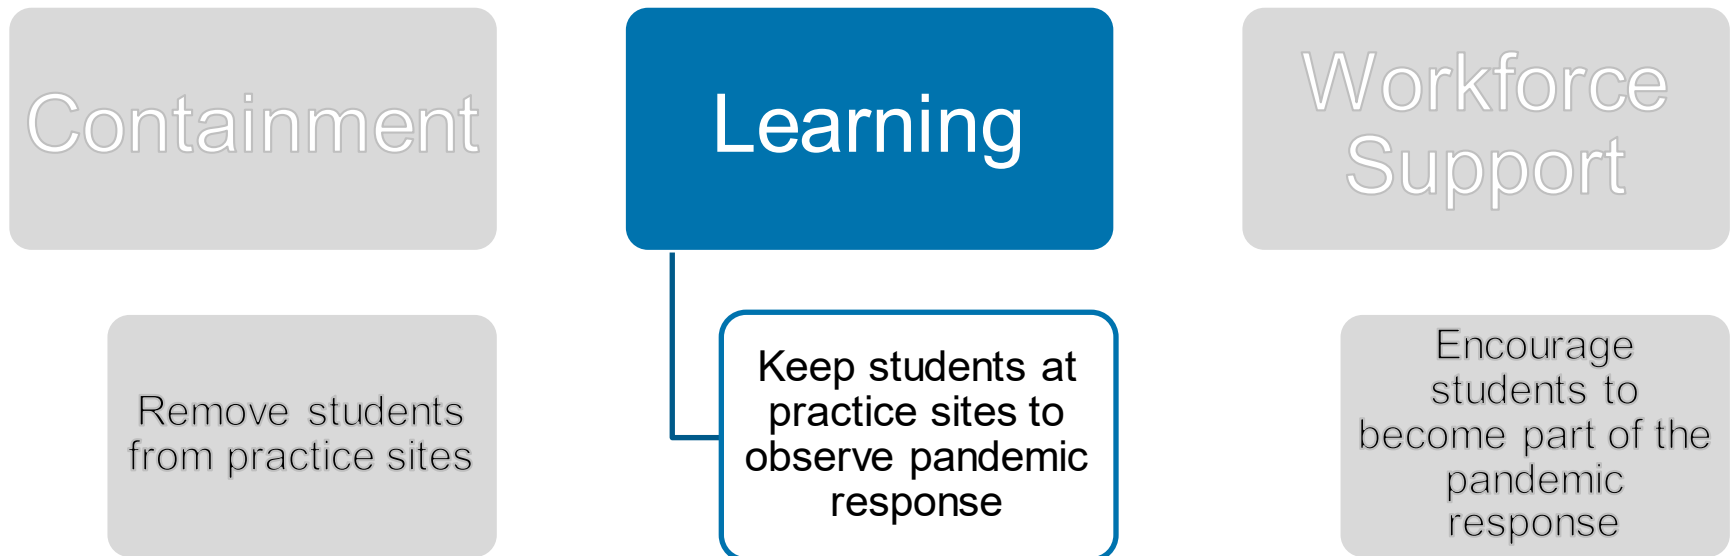 Containment
Learning
Workforce
Support
Remove students
from practice sites
Keep students at
practice sites to
observe pandemic
response
Encourage
students to
become part of the
pandemic
response